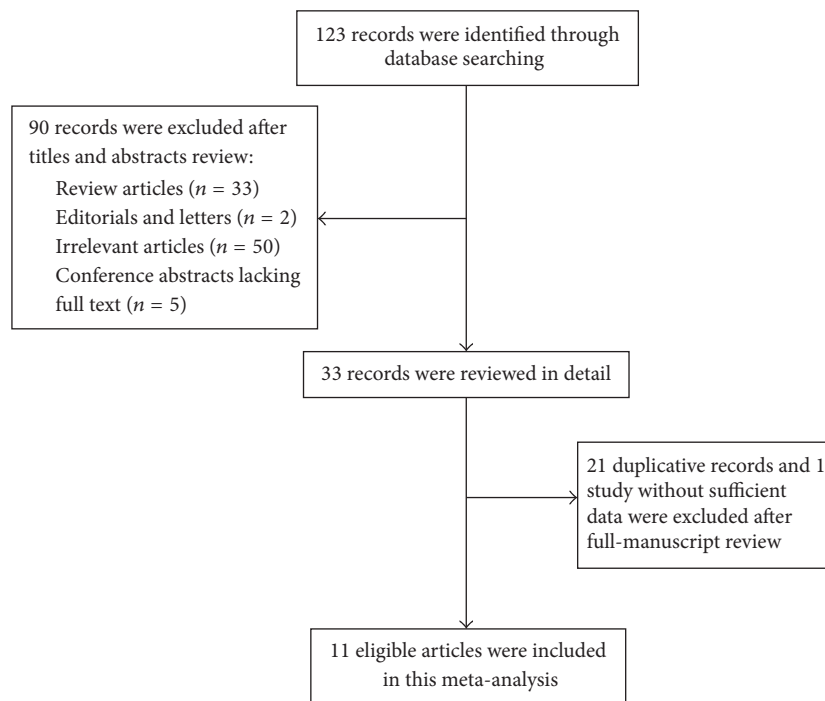 123 records were identified through
database searching
90 records were excluded after
titles and abstracts review:
Review articles (n = 33)
Editorials and letters (n = 2)
Irrelevant articles (n = 50)
Conference abstracts lacking
full text (n = 5)
33 records were reviewed in detail
21 duplicative records and 1
study without sufficient
data were excluded after
full-manuscript review
11 eligible articles were included
in this meta-analysis